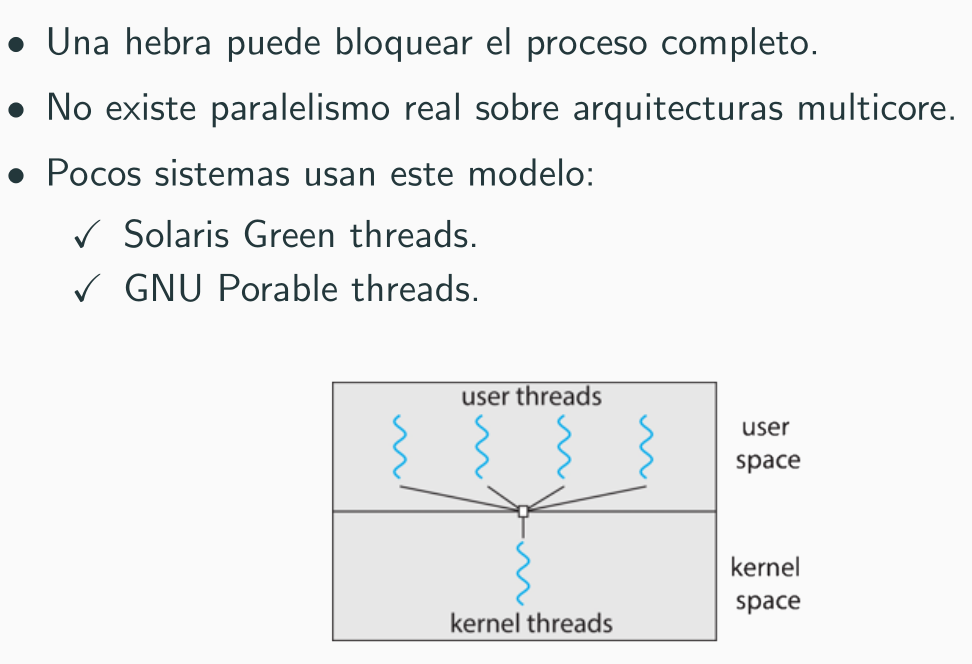 • Una hebra puede bloquear el proceso completo.
• No existe paralelismo real sobre arquitecturas multicore.
• Pocos sistemas usan este modelo:
✓ Solaris Green threads.
✓ GNU Porable threads.
user threads
user
space
kernel
space
kernel threads